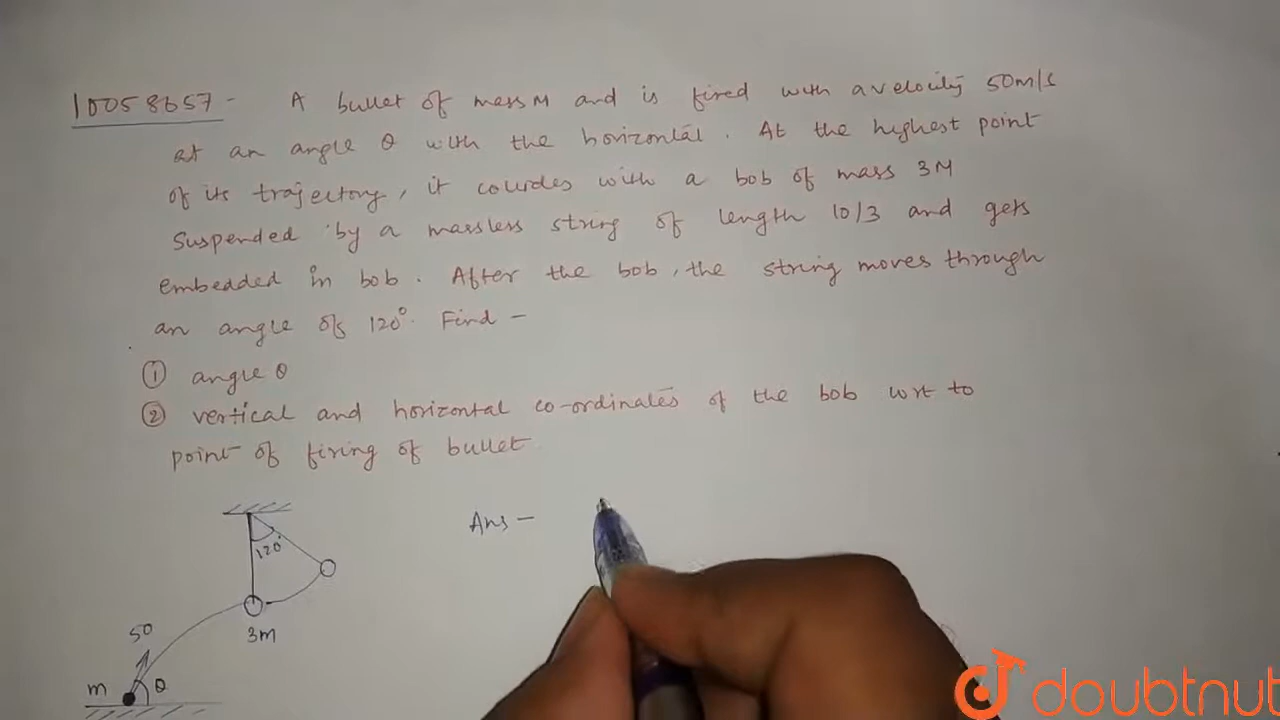 10058657 - A bullet of mass M and is fired with a velocity 50m/s
at an angle θ with the horizontal. At the highest point
of its trajectory, it collides with a bob of mass 3M
Suspended by a massless string of length 10/3 and gets
embedded in bob. After the bob, the string moves through
an angle of 120°. Find -
① angle θ
② vertical and horizontal co-ordinates of the bob wrt to
point of firing of bullet
Ans -
120°
3M
50
m
θ
doubtnut